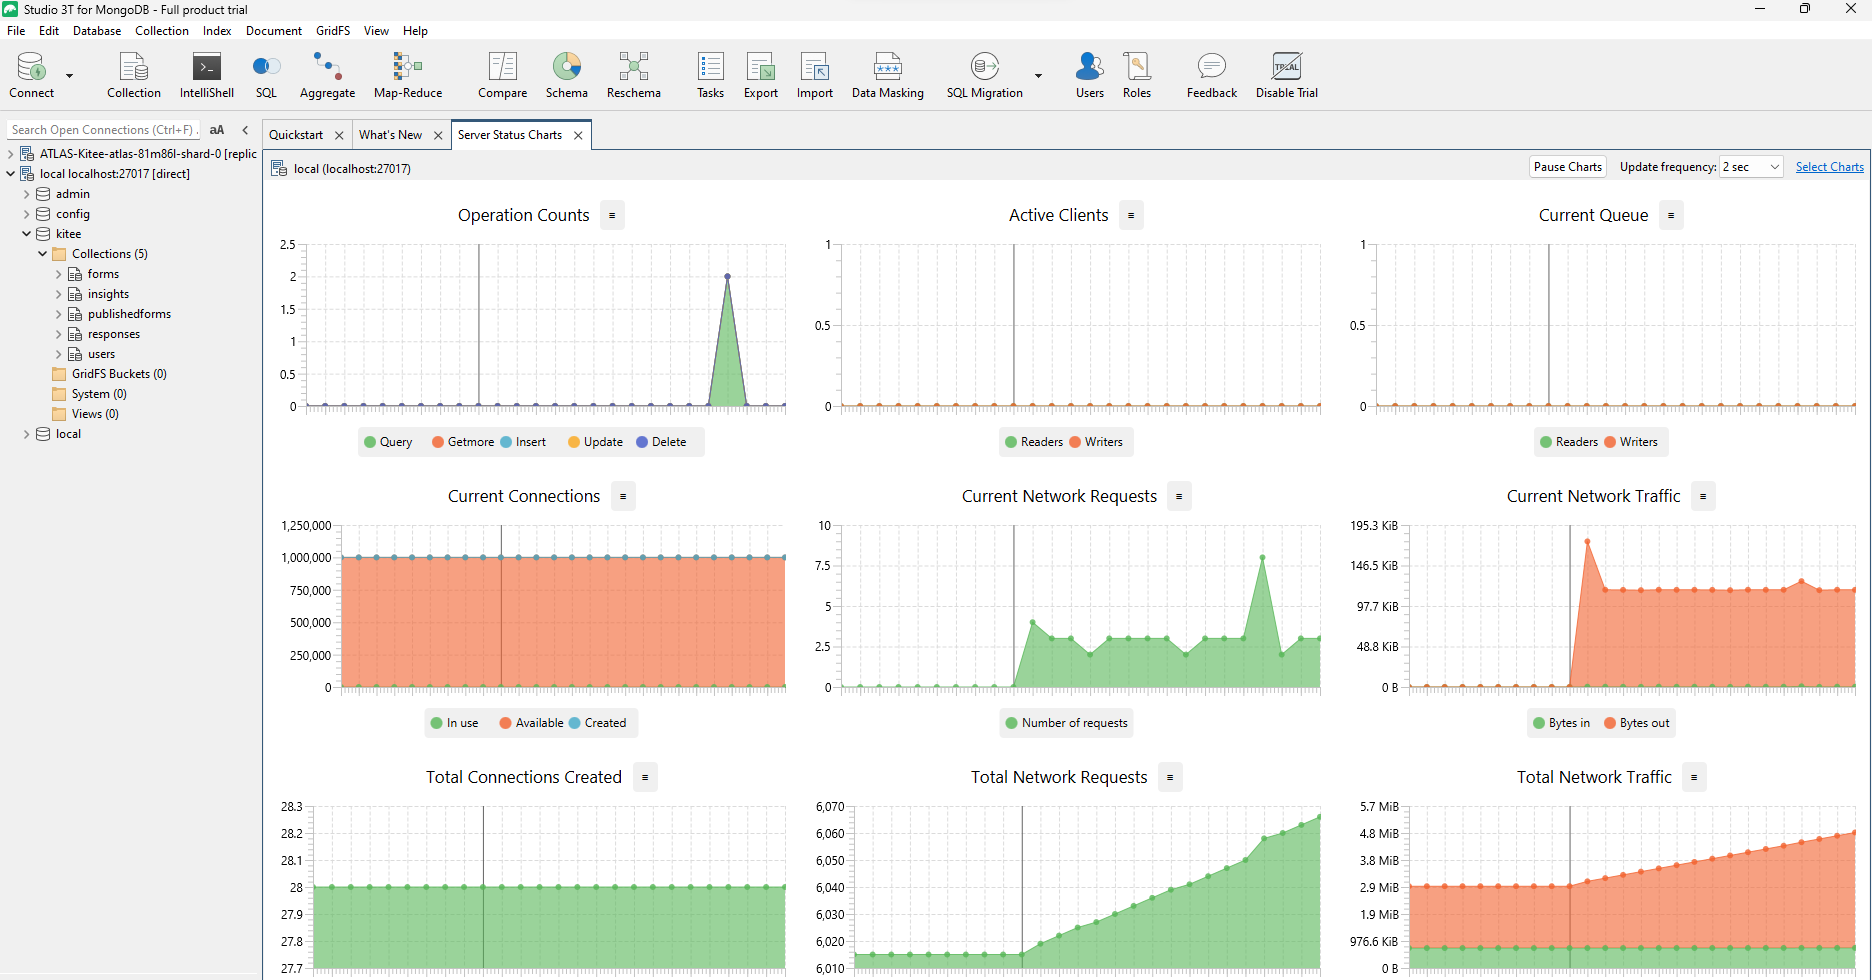 Studio 3T for MongoDB - Full product trial
File Edit Database Collection Index Document GridFS View Help
Connect Collection IntelliShell SQL Aggregate Map-Reduce Compare Schema Reschema Tasks Export Import Data Masking SQL Migration Users Roles Feedback Disable Trial
Search Open Connections (Ctrl+F) . aA
Quickstart What's New Server Status Charts
ATLAS-Kitee-atlas-81m86l-shard-0 [replic
local localhost:27017 [direct]
admin
config
kitee
Collections (5)
forms
insights
publishedforms
responses
users
GridFS Buckets (0)
System (0)
Views (0)
local
local (localhost:27017)
Pause Charts Update frequency: 2 sec Select Charts
Operation Counts
2.5
2
1.5
1
0.5
0
Query Getmore Insert Update Delete
Active Clients
1
0.5
0
Readers Writers
Current Queue
1
0.5
0
Readers Writers
Current Connections
1,250,000
1,000,000
750,000
500,000
250,000
0
In use Available Created
Current Network Requests
10
7.5
5
2.5
0
Number of requests
Current Network Traffic
195.3 KiB
146.5 KiB
97.7 KiB
48.8 KiB
0 B
Bytes in Bytes out
Total Connections Created
28.3
28.2
28.1
28
27.9
27.8
27.7
Total Network Requests
6,070
6,060
6,050
6,040
6,030
6,020
6,010
Total Network Traffic
5.7 MiB
4.8 MiB
3.8 MiB
2.9 MiB
1.9 MiB
976.6 KiB
0 B